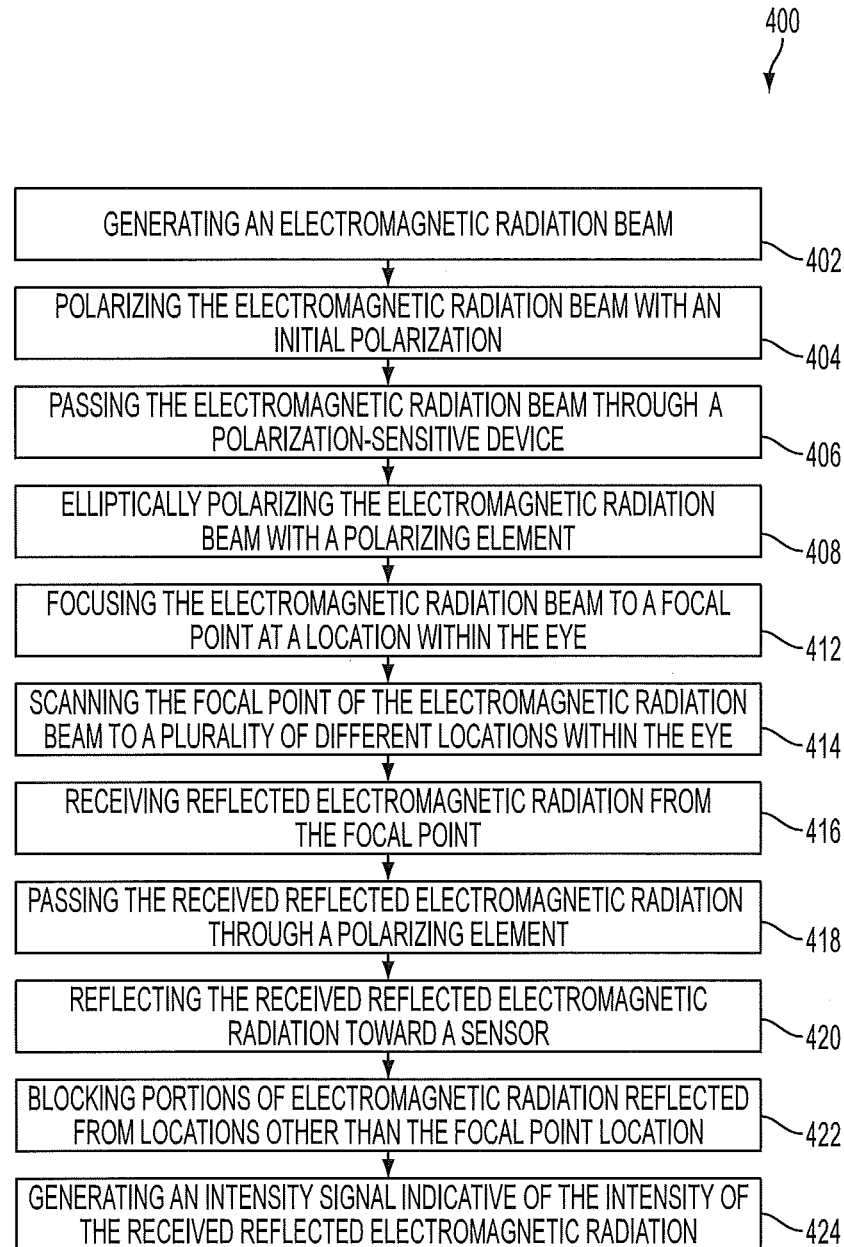 400
GENERATING AN ELECTROMAGNETIC RADIATION BEAM
402
POLARIZING THE ELECTROMAGNETIC RADIATION BEAM WITH AN
INITIAL POLARIZATION
404
PASSING THE ELECTROMAGNETIC RADIATION BEAM THROUGH A
POLARIZATION-SENSITIVE DEVICE
406
ELLIPTICALLY POLARIZING THE ELECTROMAGNETIC RADIATION
BEAM WITH A POLARIZING ELEMENT
408
FOCUSING THE ELECTROMAGNETIC RADIATION BEAM TO A FOCAL
POINT AT A LOCATION WITHIN THE EYE
412
SCANNING THE FOCAL POINT OF THE ELECTROMAGNETIC RADIATION
BEAM TO A PLURALITY OF DIFFERENT LOCATIONS WITHIN THE EYE
414
RECEIVING REFLECTED ELECTROMAGNETIC RADIATION FROM
THE FOCAL POINT
416
PASSING THE RECEIVED REFLECTED ELECTROMAGNETIC RADIATION
THROUGH A POLARIZING ELEMENT
418
REFLECTING THE RECEIVED REFLECTED ELECTROMAGNETIC
RADIATION TOWARD A SENSOR
420
BLOCKING PORTIONS OF ELECTROMAGNETIC RADIATION REFLECTED
FROM LOCATIONS OTHER THAN THE FOCAL POINT LOCATION
422
GENERATING AN INTENSITY SIGNAL INDICATIVE OF THE INTENSITY OF
THE RECEIVED REFLECTED ELECTROMAGNETIC RADIATION
424